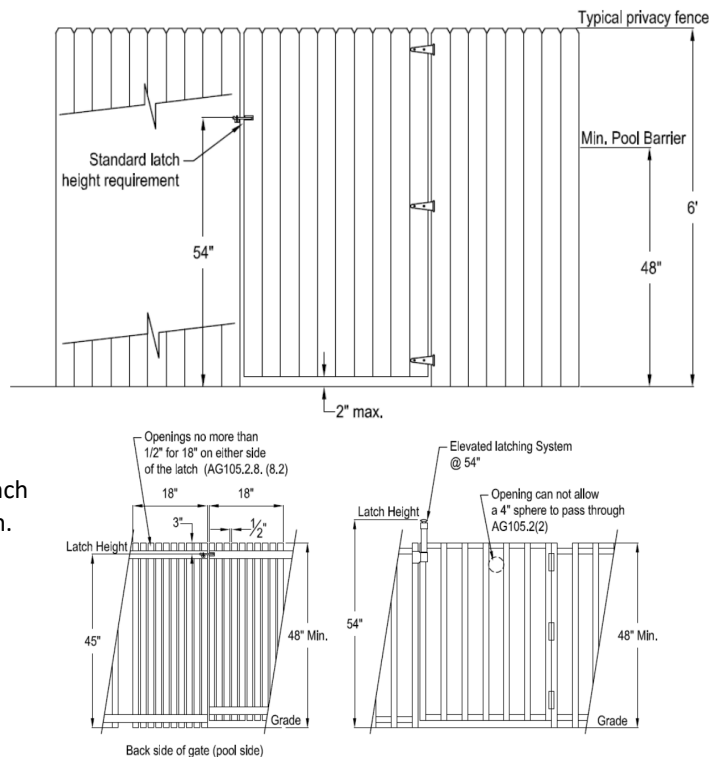 Typical privacy fence
Standard latch
height requirement
Min. Pool Barrier
54"
48"
6'
2" max.
Openings no more than
1/2" for 18" on either side
of the latch (AG105.2.8. (8.2)
18"
18"
3"
1/2"
Latch Height
45"
48" Min.
Grade
Back side of gate (pool side)
Elevated latching System
@ 54"
Latch Height
Opening can not allow
a 4" sphere to pass through
AG105.2(2)
54"
48" Min.
Grade